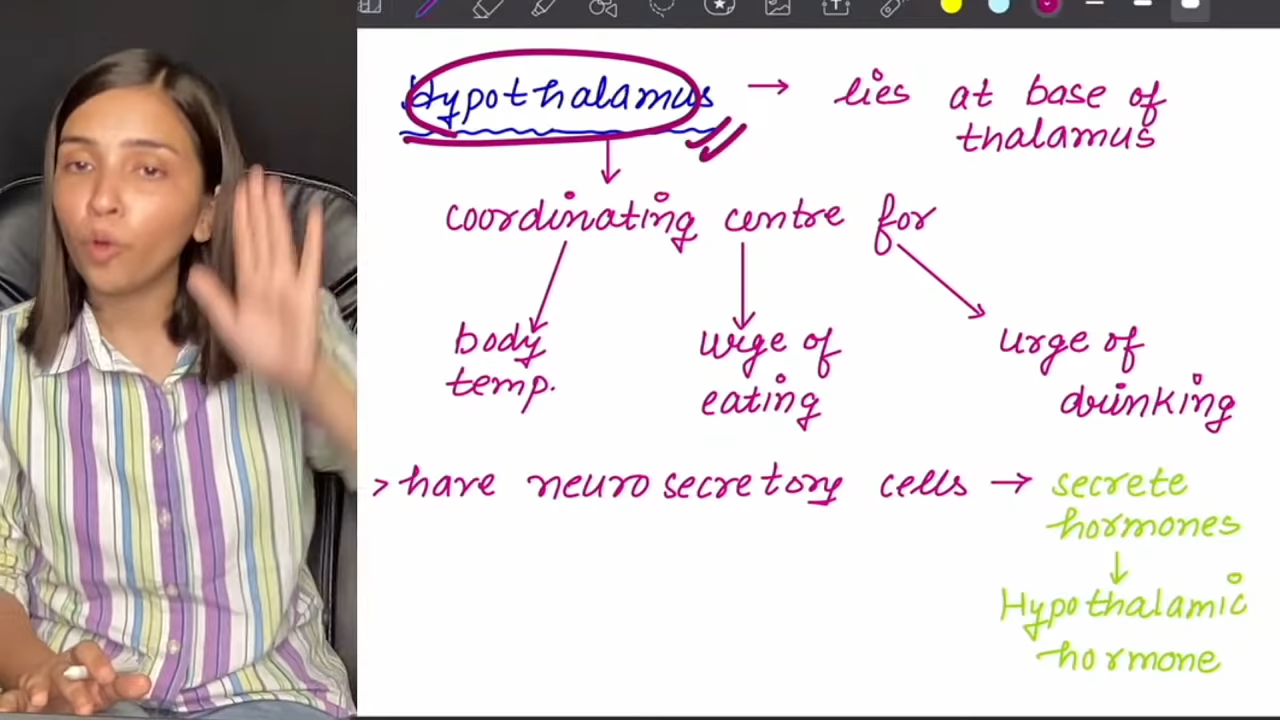 Hypothalamus → lies at base of
thalamus
coordinating centre for
body urge of urge of
temp. eating drinking
> have neurosecretory cells → secrete
hormones
↓
Hypothalamic
hormone